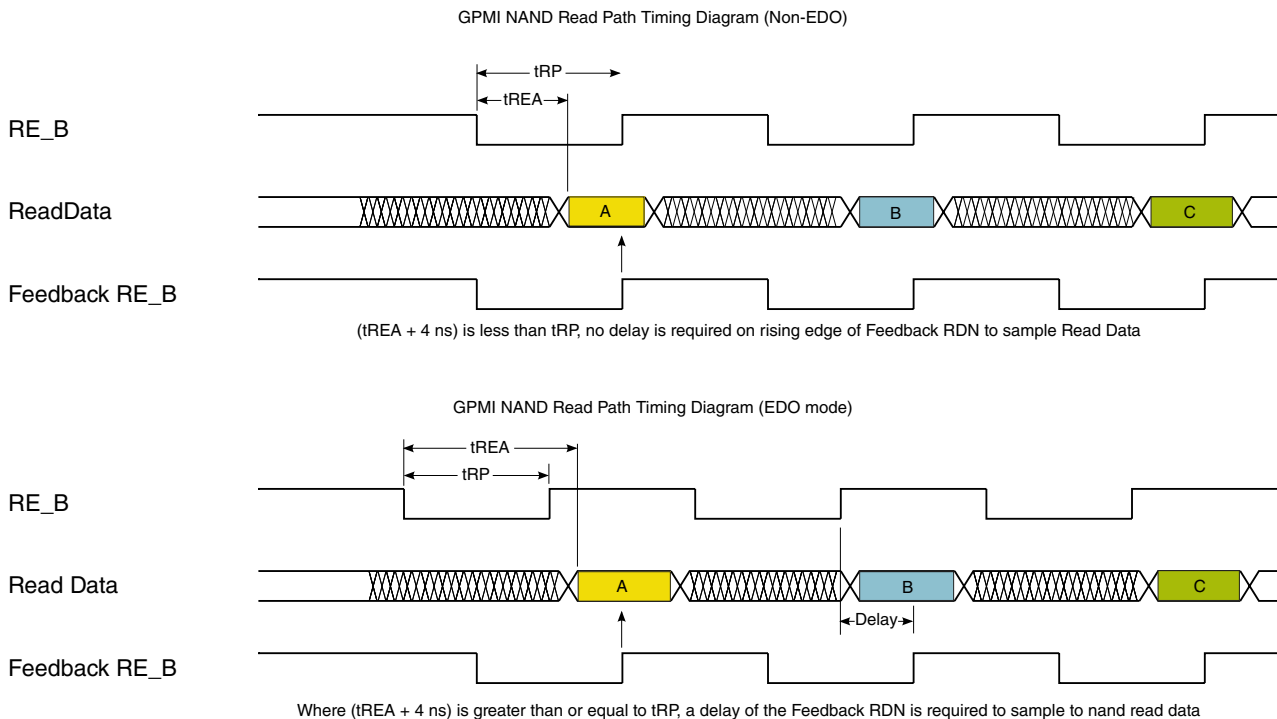 GPMI NAND Read Path Timing Diagram (Non-EDO)
tRP
tREA
RE_B
ReadData
A
B
C
Feedback RE_B
(tREA + 4 ns) is less than tRP, no delay is required on rising edge of Feedback RDN to sample Read Data
GPMI NAND Read Path Timing Diagram (EDO mode)
tREA
tRP
RE_B
Read Data
A
B
C
Delay
Feedback RE_B
Where (tREA + 4 ns) is greater than or equal to tRP, a delay of the Feedback RDN is required to sample to nand read data